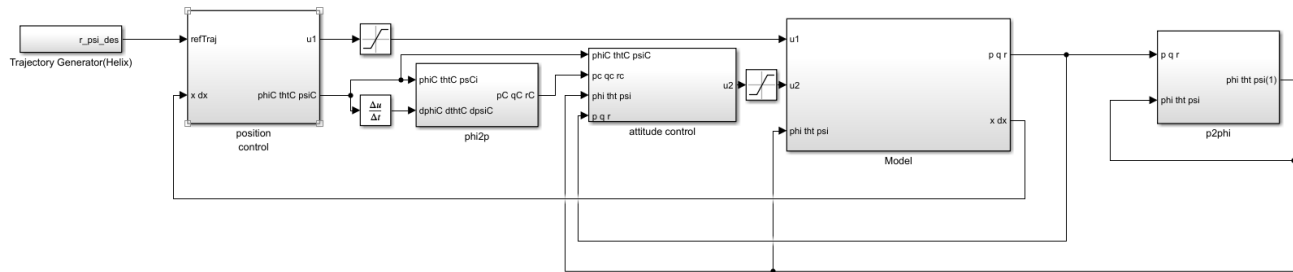 r_psi_des
Trajectory Generator(Helix)
refTraj
u1
x dx
phiC thtC psiC
position
control
Δu
Δt
phiC thtC psCi
pC qC rC
dphiC dthtC dpsiC
phi2p
phiC thtC psiC
pc qc rc
u2
phi tht psi
p q r
attitude control
u1
p q r
u2
x dx
phi tht psi
Model
p q r
phi tht psi(1)
phi tht psi
p2phi